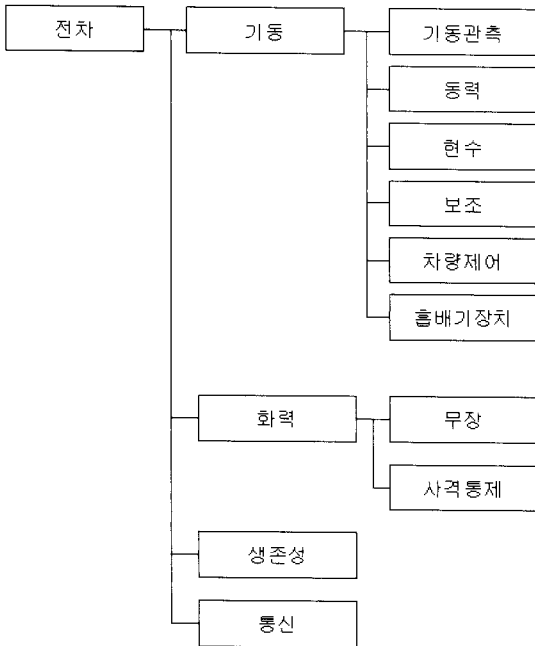 전차
기동
기동관측
동력
현수
보조
차량제어
흡배기장치
화력
무장
사격통제
생존성
통신